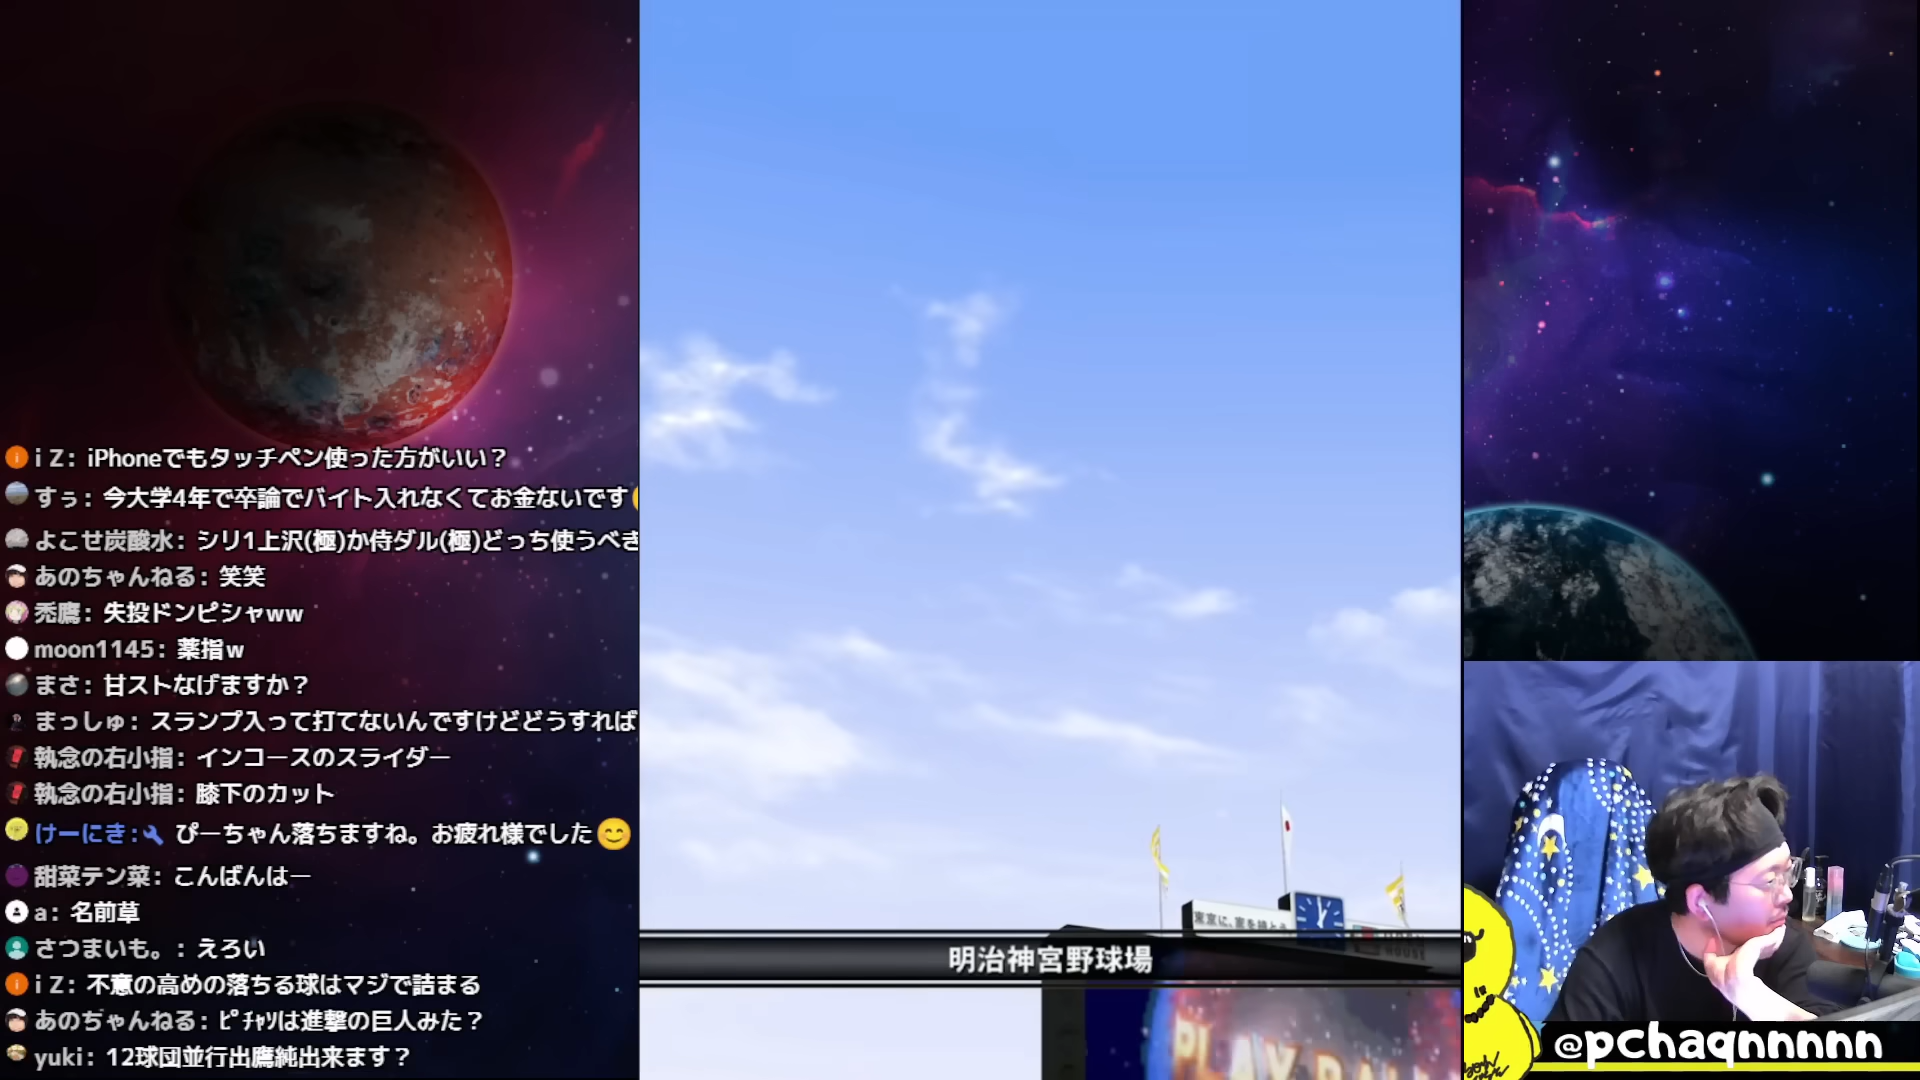 i Z: iPhoneでもタッチペン使った方がいい？
すぅ: 今大学4年で卒論でバイト入れなくてお金ないです
よこせ炭酸水: シリ1上沢(極)か侍ダル(極)どっち使うべき
あのちゃんねる: 笑笑
禿鷹: 失投ドンピシャww
moon1145: 薬指w
まさ: 甘ストなげますか？
まっしゅ: スランプ入って打てないんですけどどうすれば
執念の右小指: インコースのスライダー
執念の右小指: 膝下のカット
けーにき: ぴーちゃん落ちますね。お疲れ様でした😊
甜菜テン菜: こんばんはー
a: 名前草
さつまいも。: えろい
i Z: 不意の高めの落ちる球はマジで詰まる
あのちゃんねる: ﾋﾟﾁｬﾘは進撃の巨人みた？
yuki: 12球団並行出鷹純出来ます？
東京に、家を持とう
明治神宮野球場
PLAY BALL
@pchaqnnnnn